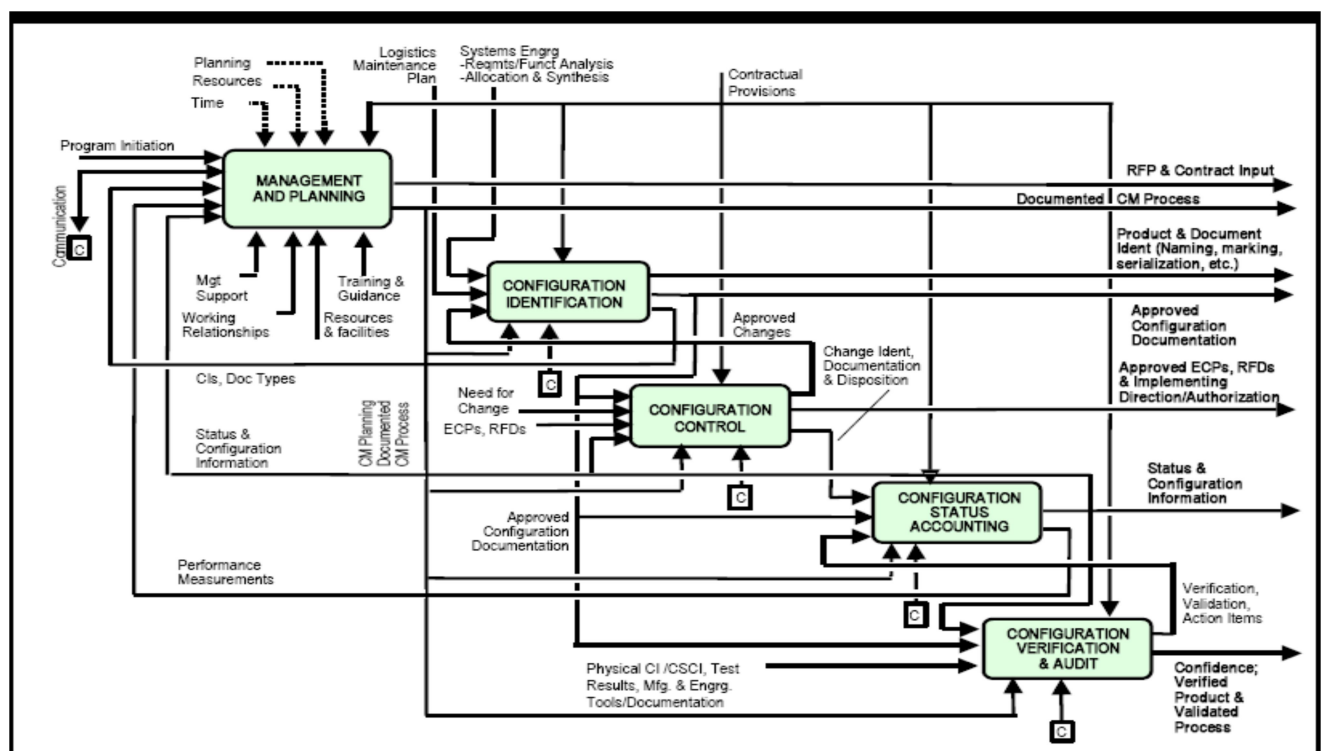 Planning
Resources
Time
Logistics
Maintenance
Plan
Systems Engrg
-Reqmts/Funct Analysis
-Allocation & Synthesis
Contractual
Provisions
Program Initiation
Communication
C
MANAGEMENT
AND PLANNING
RFP & Contract Input
Documented CM Process
Mgt
Support
Working
Relationships
Training &
Guidance
Resources
& facilities
Product & Document
Ident (Naming, marking,
serialization, etc.)
CONFIGURATION
IDENTIFICATION
Approved
Configuration
Documentation
CIs, Doc Types
C
Approved
Changes
Change Ident,
Documentation
& Disposition
Approved ECPs, RFDs
& Implementing
Direction/Authorization
Need for
Change
ECPs, RFDs
CONFIGURATION
CONTROL
CM Planning
Documented
CM Process
Status &
Configuration
Information
C
CONFIGURATION
STATUS
ACCOUNTING
Status &
Configuration
Information
Approved
Configuration
Documentation
Performance
Measurements
C
Verification,
Validation,
Action Items
CONFIGURATION
VERIFICATION
& AUDIT
Physical CI /CSCI, Test
Results, Mfg. & Engrg.
Tools/Documentation
Confidence;
Verified
Product &
Validated
Process
C